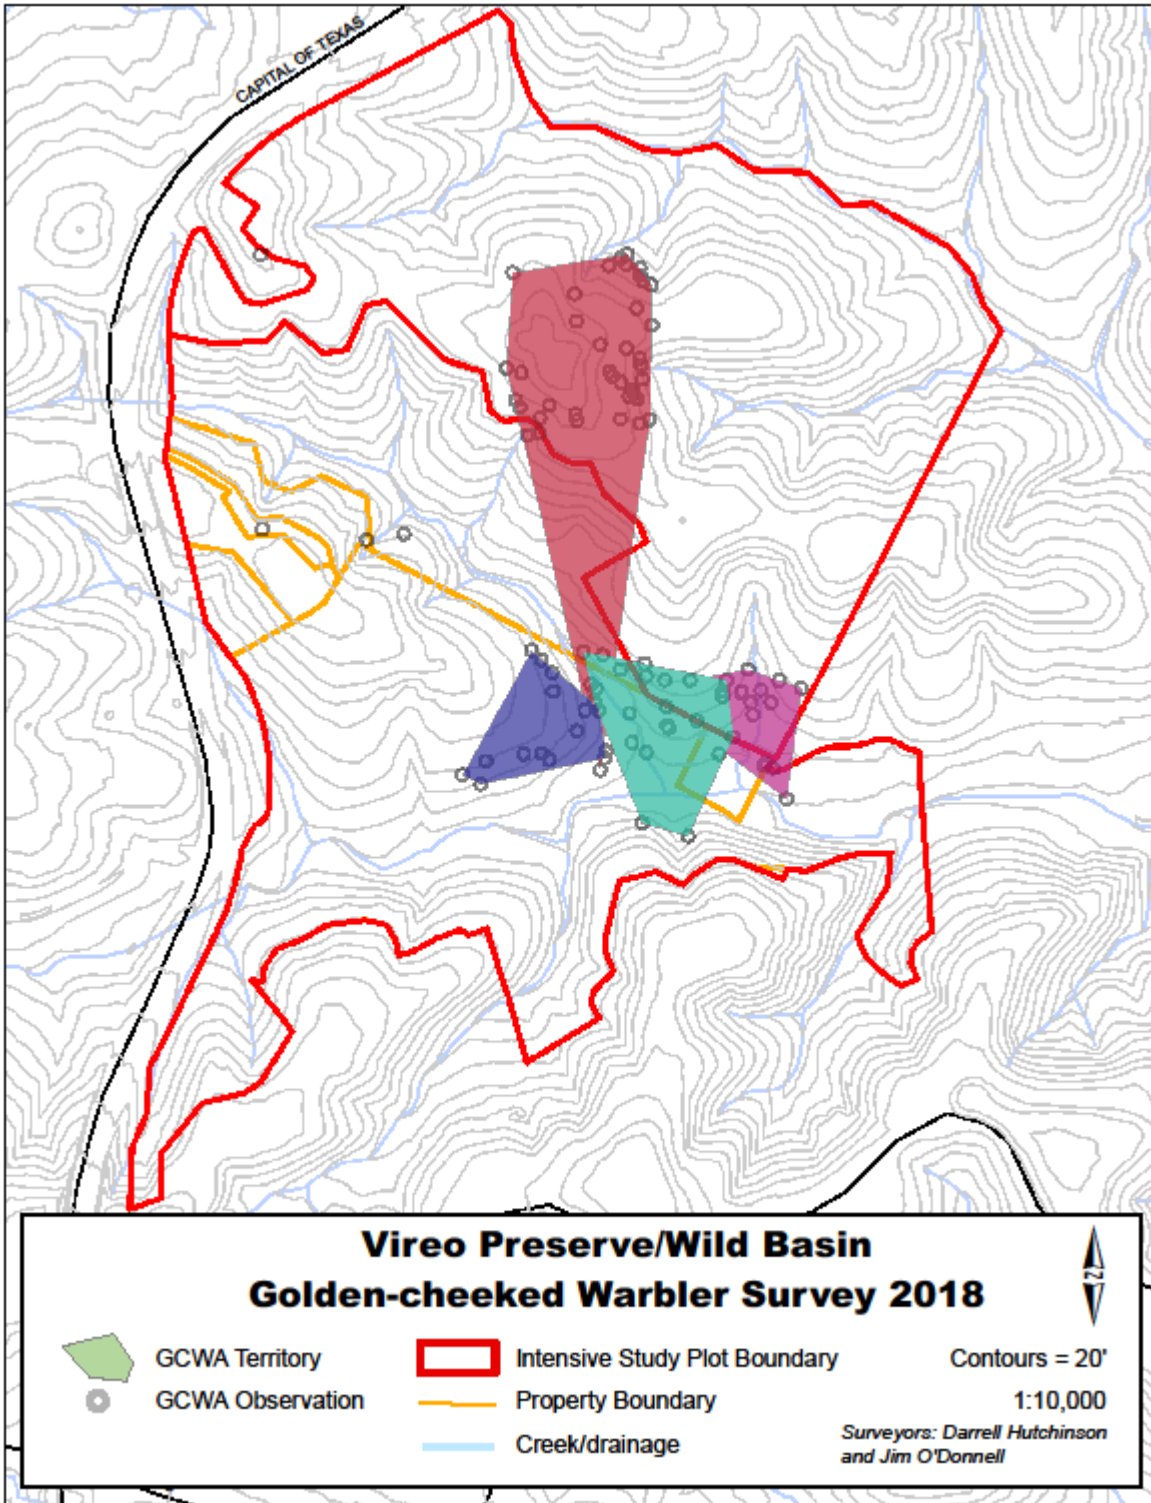 CAPITAL OF TEXAS
Vireo Preserve/Wild Basin
Golden-cheeked Warbler Survey 2018
N
GCWA Territory
Intensive Study Plot Boundary
Contours = 20'
GCWA Observation
Property Boundary
1:10,000
Creek/drainage
Surveyors: Darrell Hutchinson
and Jim O'Donnell